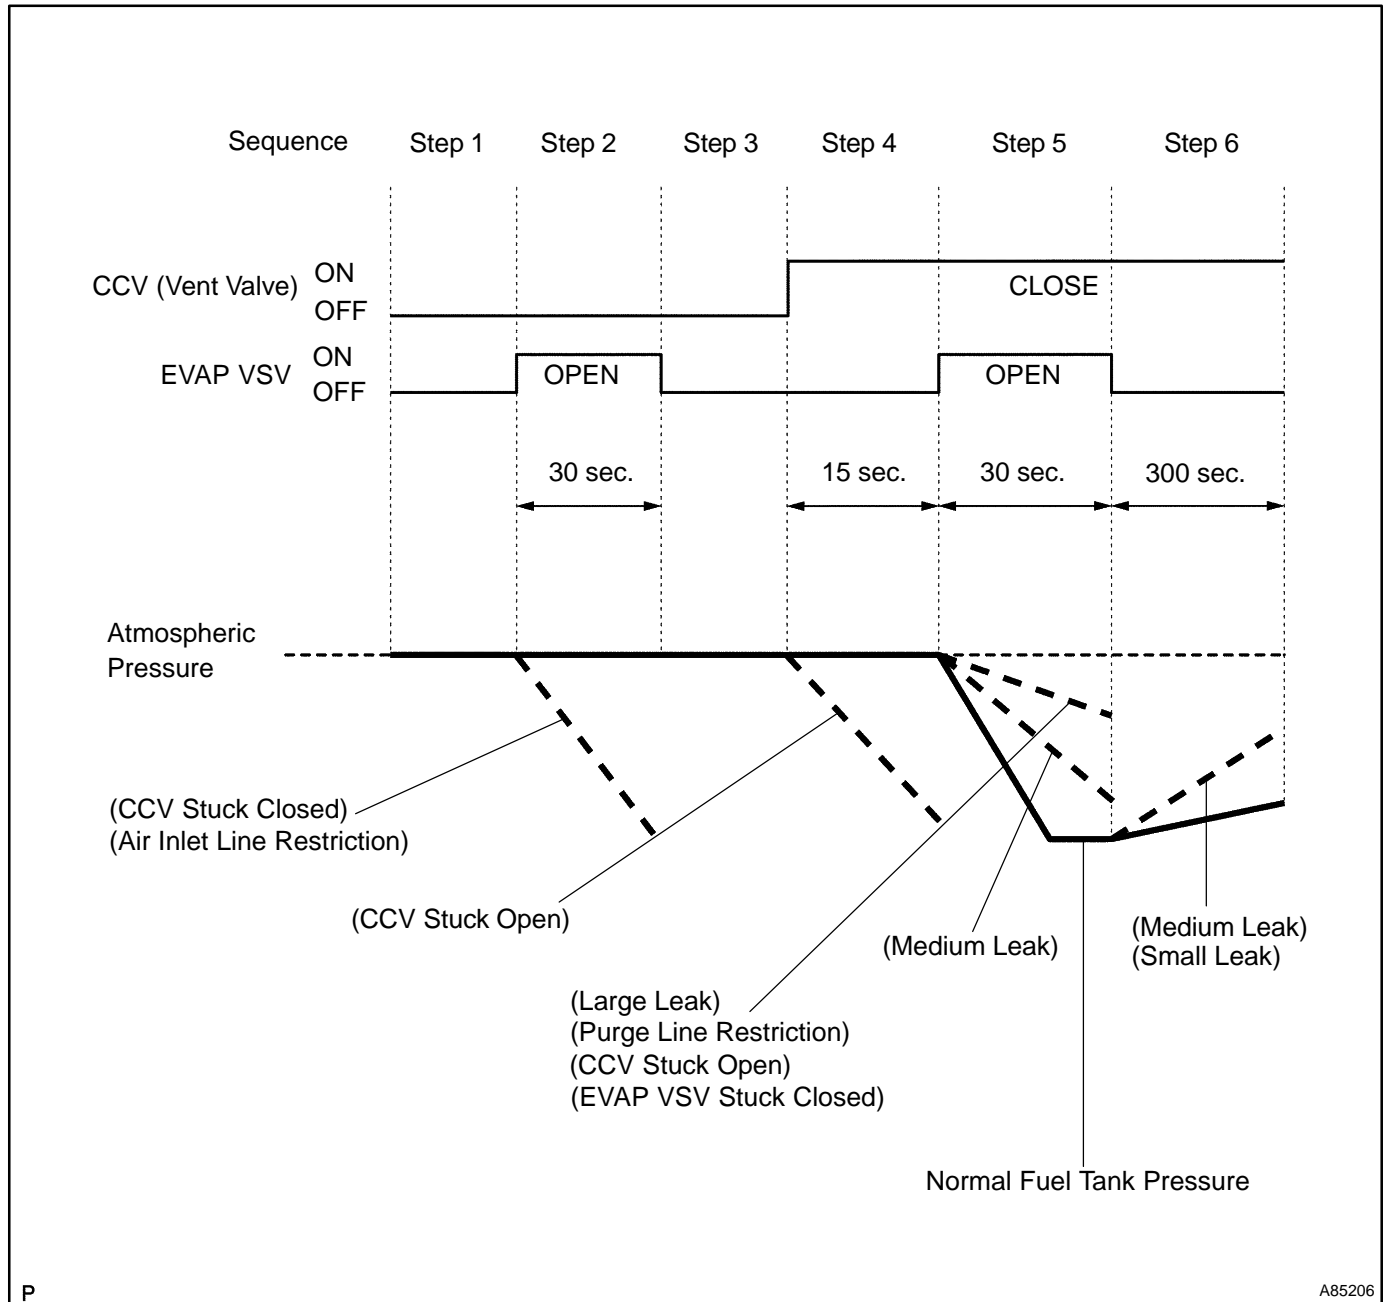 Sequence Step 1 Step 2 Step 3 Step 4 Step 5 Step 6
CCV (Vent Valve)
ON
OFF
CLOSE
EVAP VSV
ON
OFF
OPEN
OPEN
30 sec.
15 sec.
30 sec.
300 sec.
Atmospheric
Pressure
(CCV Stuck Closed)
(Air Inlet Line Restriction)
(CCV Stuck Open)
(Medium Leak)
(Medium Leak)
(Small Leak)
(Large Leak)
(Purge Line Restriction)
(CCV Stuck Open)
(EVAP VSV Stuck Closed)
Normal Fuel Tank Pressure
P
A85206